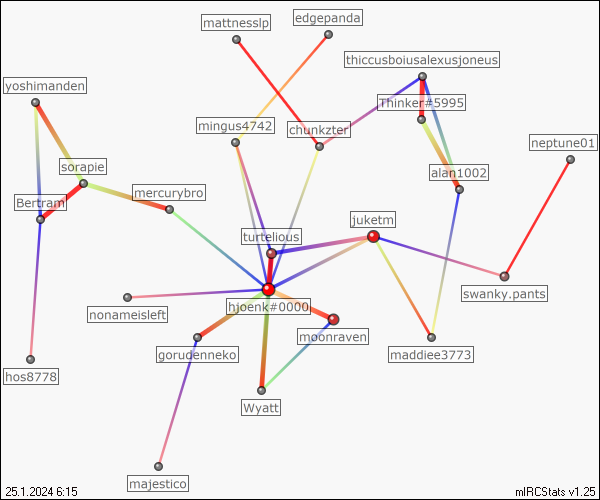 edgepanda
mattnesslp
thiccusboiusalexusjoneus
yoshimanden
Thinker#5995
mingus4742
chunkzter
neptune01
sorapie
alan1002
mercurybro
Bertram
juketm
turtelious
swanky.pants
hjoenk#0000
nonameisleft
moonraven
gorudenneko
maddiee3773
hos8778
Wyatt
majestico
25.1.2024 6:15
mIRCStats v1.25